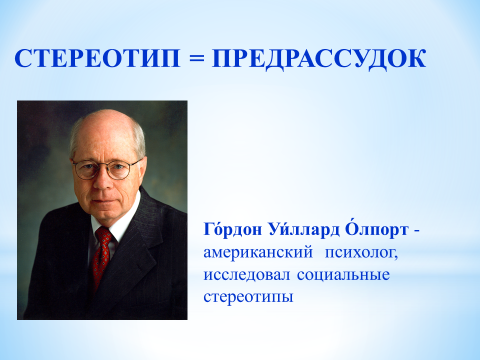 СТЕРЕОТИП = ПРЕДРАССУДОК
Го́рдон Уи́ллард О́лпорт -
американский психолог,
исследовал социальные
стереотипы